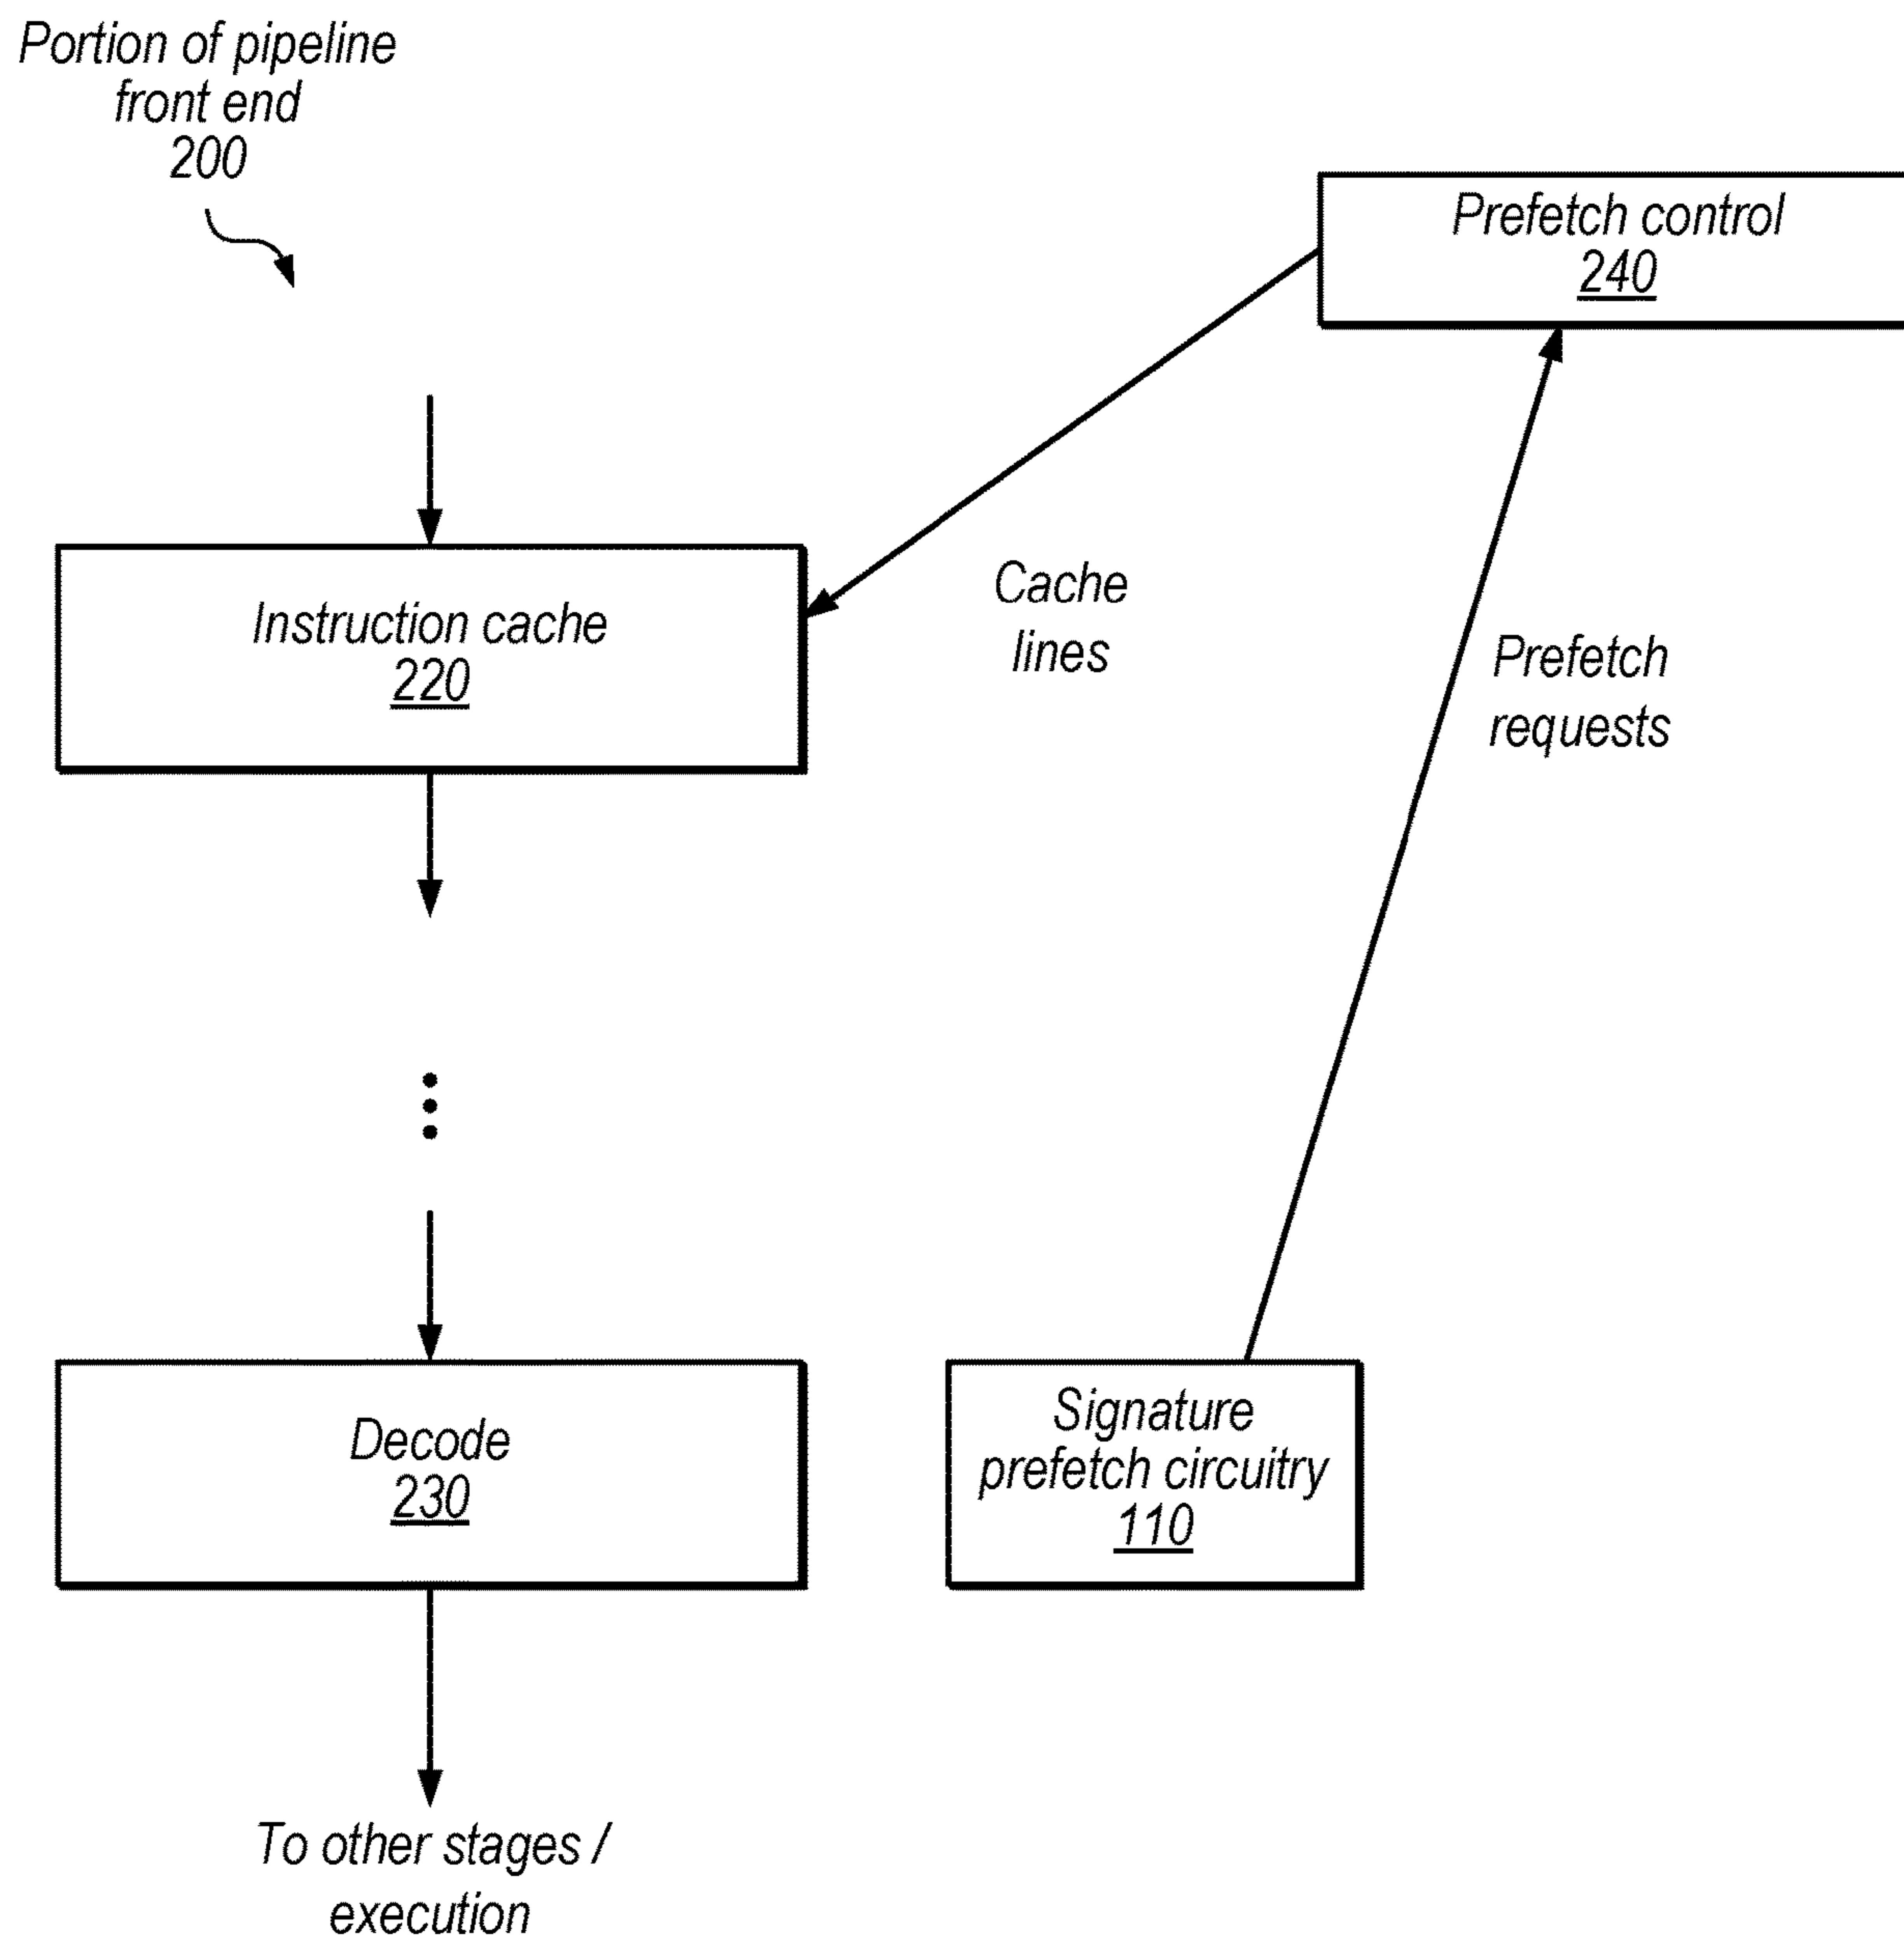 Portion of pipeline
front end
200
Prefetch control
240
Instruction cache
220
Cache
lines
Prefetch
requests
Decode
230
Signature
prefetch circuitry
110
To other stages /
execution